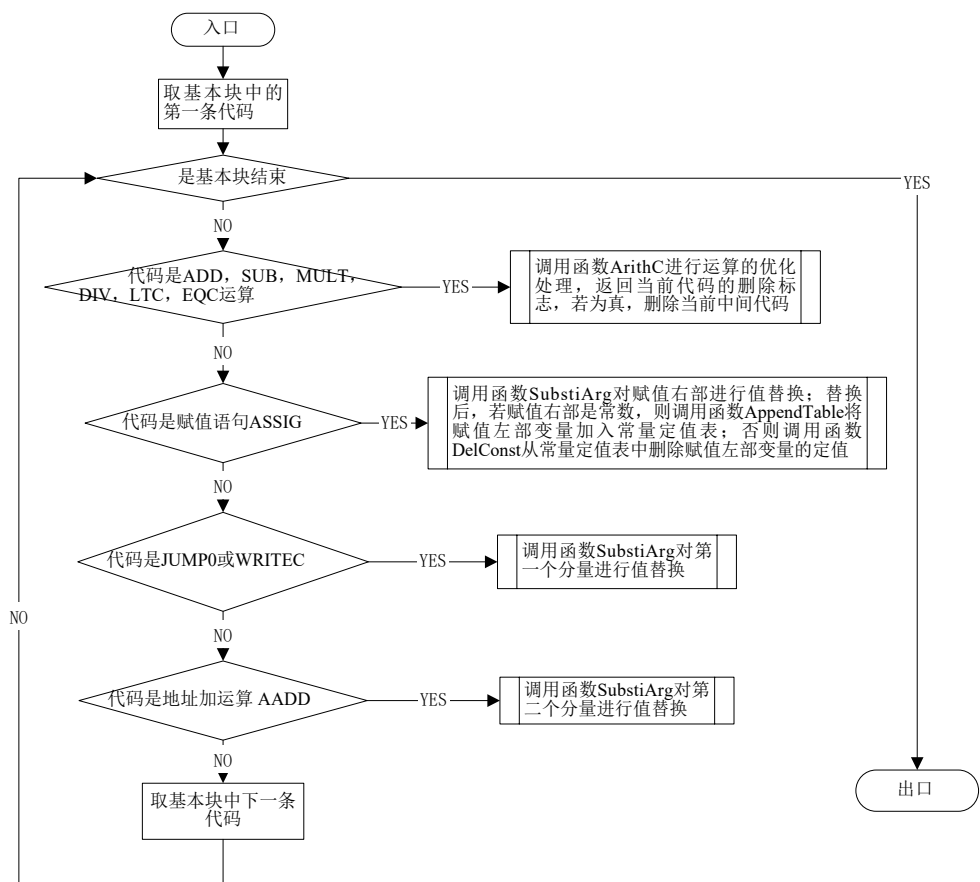 入口
取基本块中的
第一条代码
是基本块结束
YES
NO
代码是ADD，SUB，MULT，
DIV，LTC，EQC运算
YES
调用函数ArithC进行运算的优化
处理，返回当前代码的删除标
志，若为真，删除当前中间代码
NO
代码是赋值语句ASSIG
YES
调用函数SubstiArg对赋值右部进行值替换；替换
后，若赋值右部是常数，则调用函数AppendTable将
赋值左部变量加入常量定值表；否则调用函数
DelConst从常量定值表中删除赋值左部变量的定值
NO
代码是JUMP0或WRITEC
YES
调用函数SubstiArg对第
一个分量进行值替换
NO
NO
代码是地址加运算 AADD
YES
调用函数SubstiArg对第
二个分量进行值替换
NO
取基本块中下一条
代码
出口